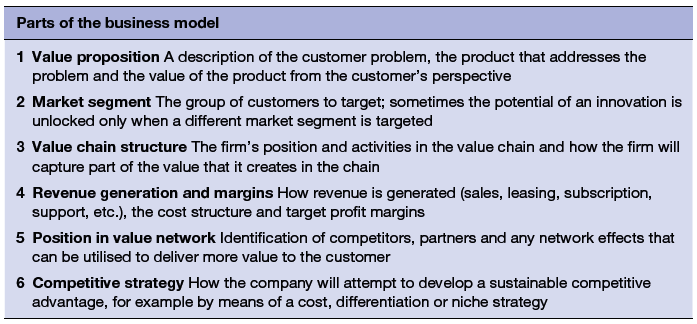 Parts of the business model
1 Value proposition A description of the customer problem, the product that addresses the
problem and the value of the product from the customer's perspective
2 Market segment The group of customers to target; sometimes the potential of an innovation is
unlocked only when a different market segment is targeted
3 Value chain structure The firm's position and activities in the value chain and how the firm will
capture part of the value that it creates in the chain
4 Revenue generation and margins How revenue is generated (sales, leasing, subscription,
support, etc.), the cost structure and target profit margins
5 Position in value network Identification of competitors, partners and any network effects that
can be utilised to deliver more value to the customer
6 Competitive strategy How the company will attempt to develop a sustainable competitive
advantage, for example by means of a cost, differentiation or niche strategy